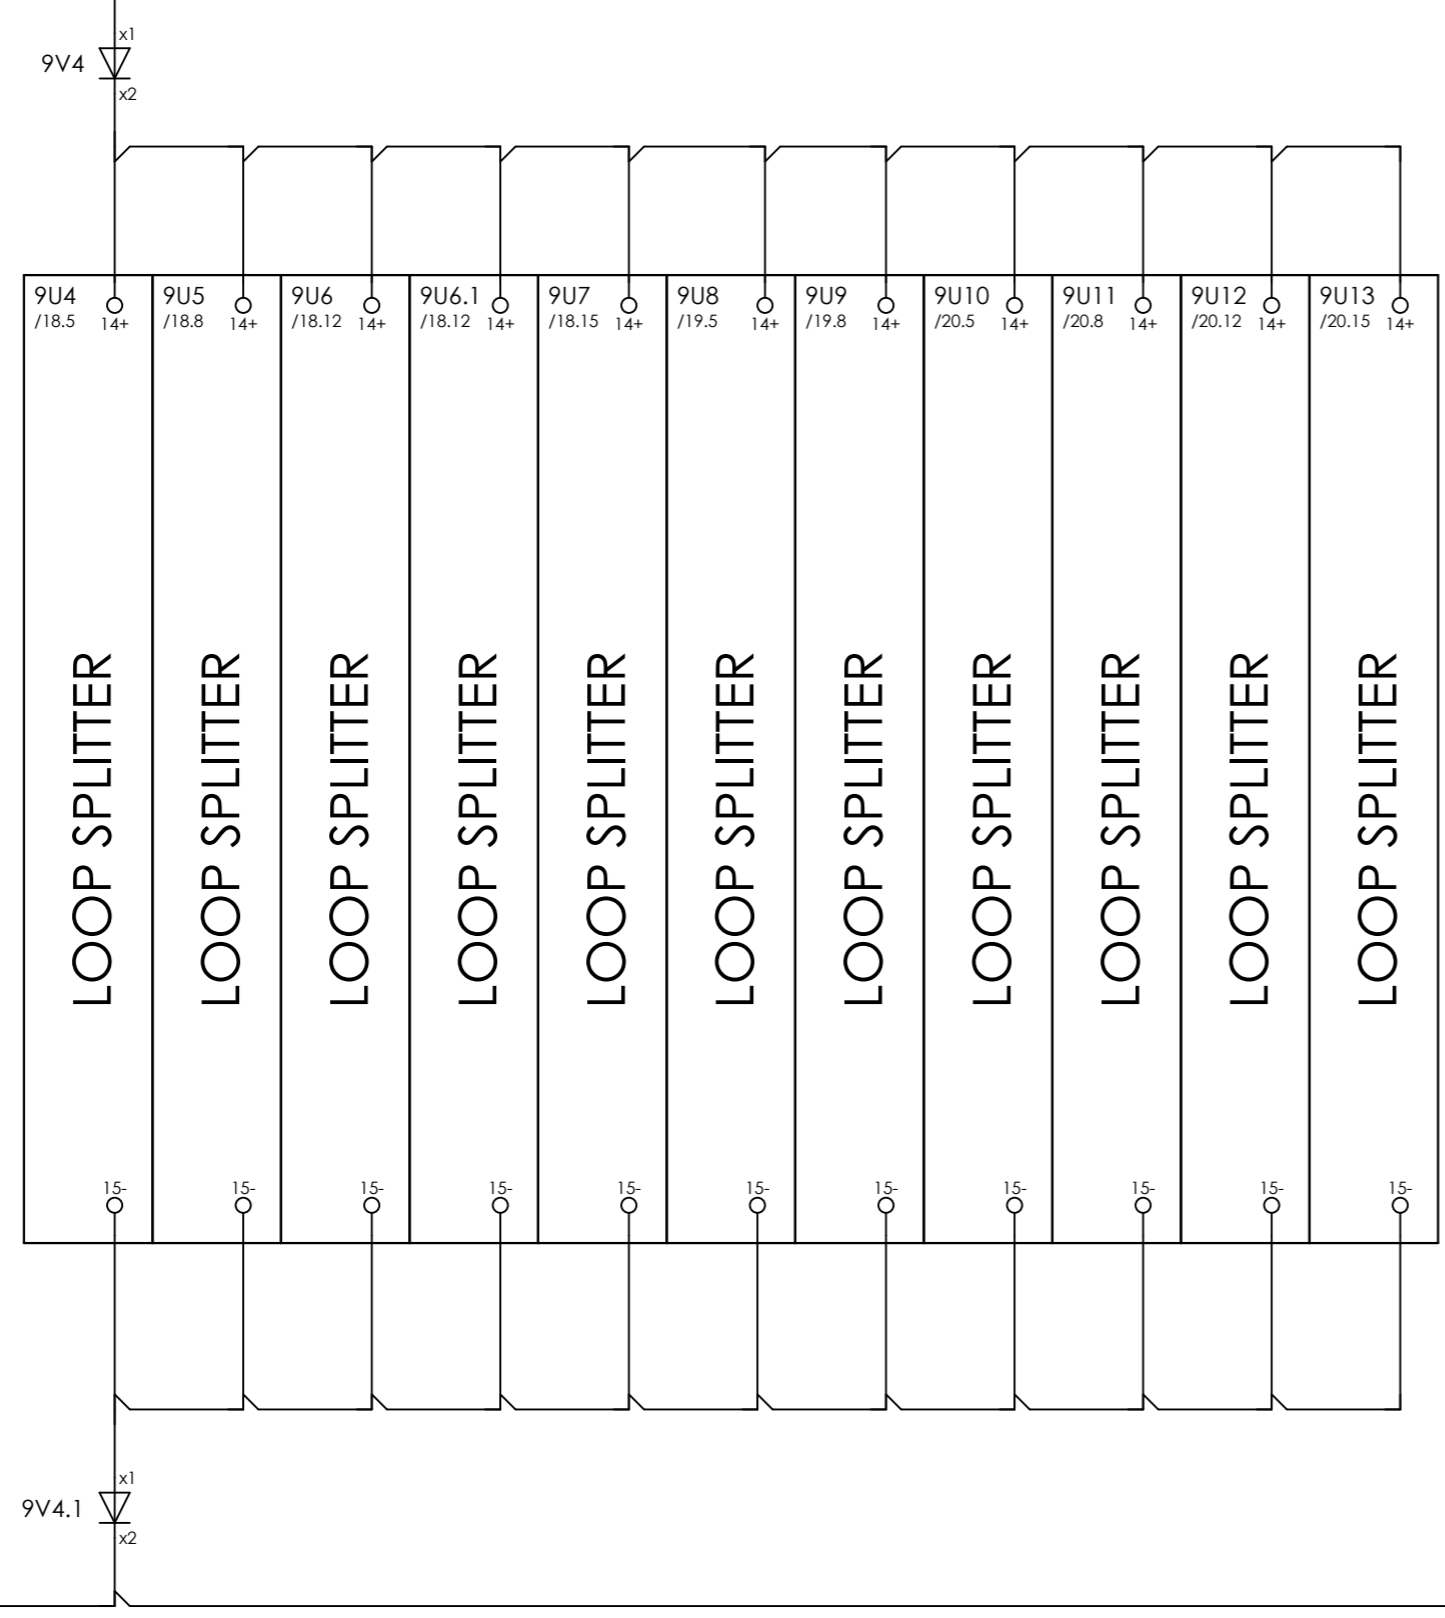 x1
9V4
x2
9U4 9U5 9U6 9U6.1 9U7 9U8 9U9 9U10 9U11 9U12 9U13
/18.5 14+ /18.8 14+ /18.12 14+ /18.12 14+ /18.15 14+ /19.5 14+ /19.8 14+ /20.5 14+ /20.8 14+ /20.12 14+ /20.15 14+
LOOP SPLITTER
LOOP SPLITTER
LOOP SPLITTER
LOOP SPLITTER
LOOP SPLITTER
LOOP SPLITTER
LOOP SPLITTER
LOOP SPLITTER
LOOP SPLITTER
LOOP SPLITTER
LOOP SPLITTER
15- 15- 15- 15- 15- 15- 15- 15- 15- 15- 15-
x1
9V4.1
x2